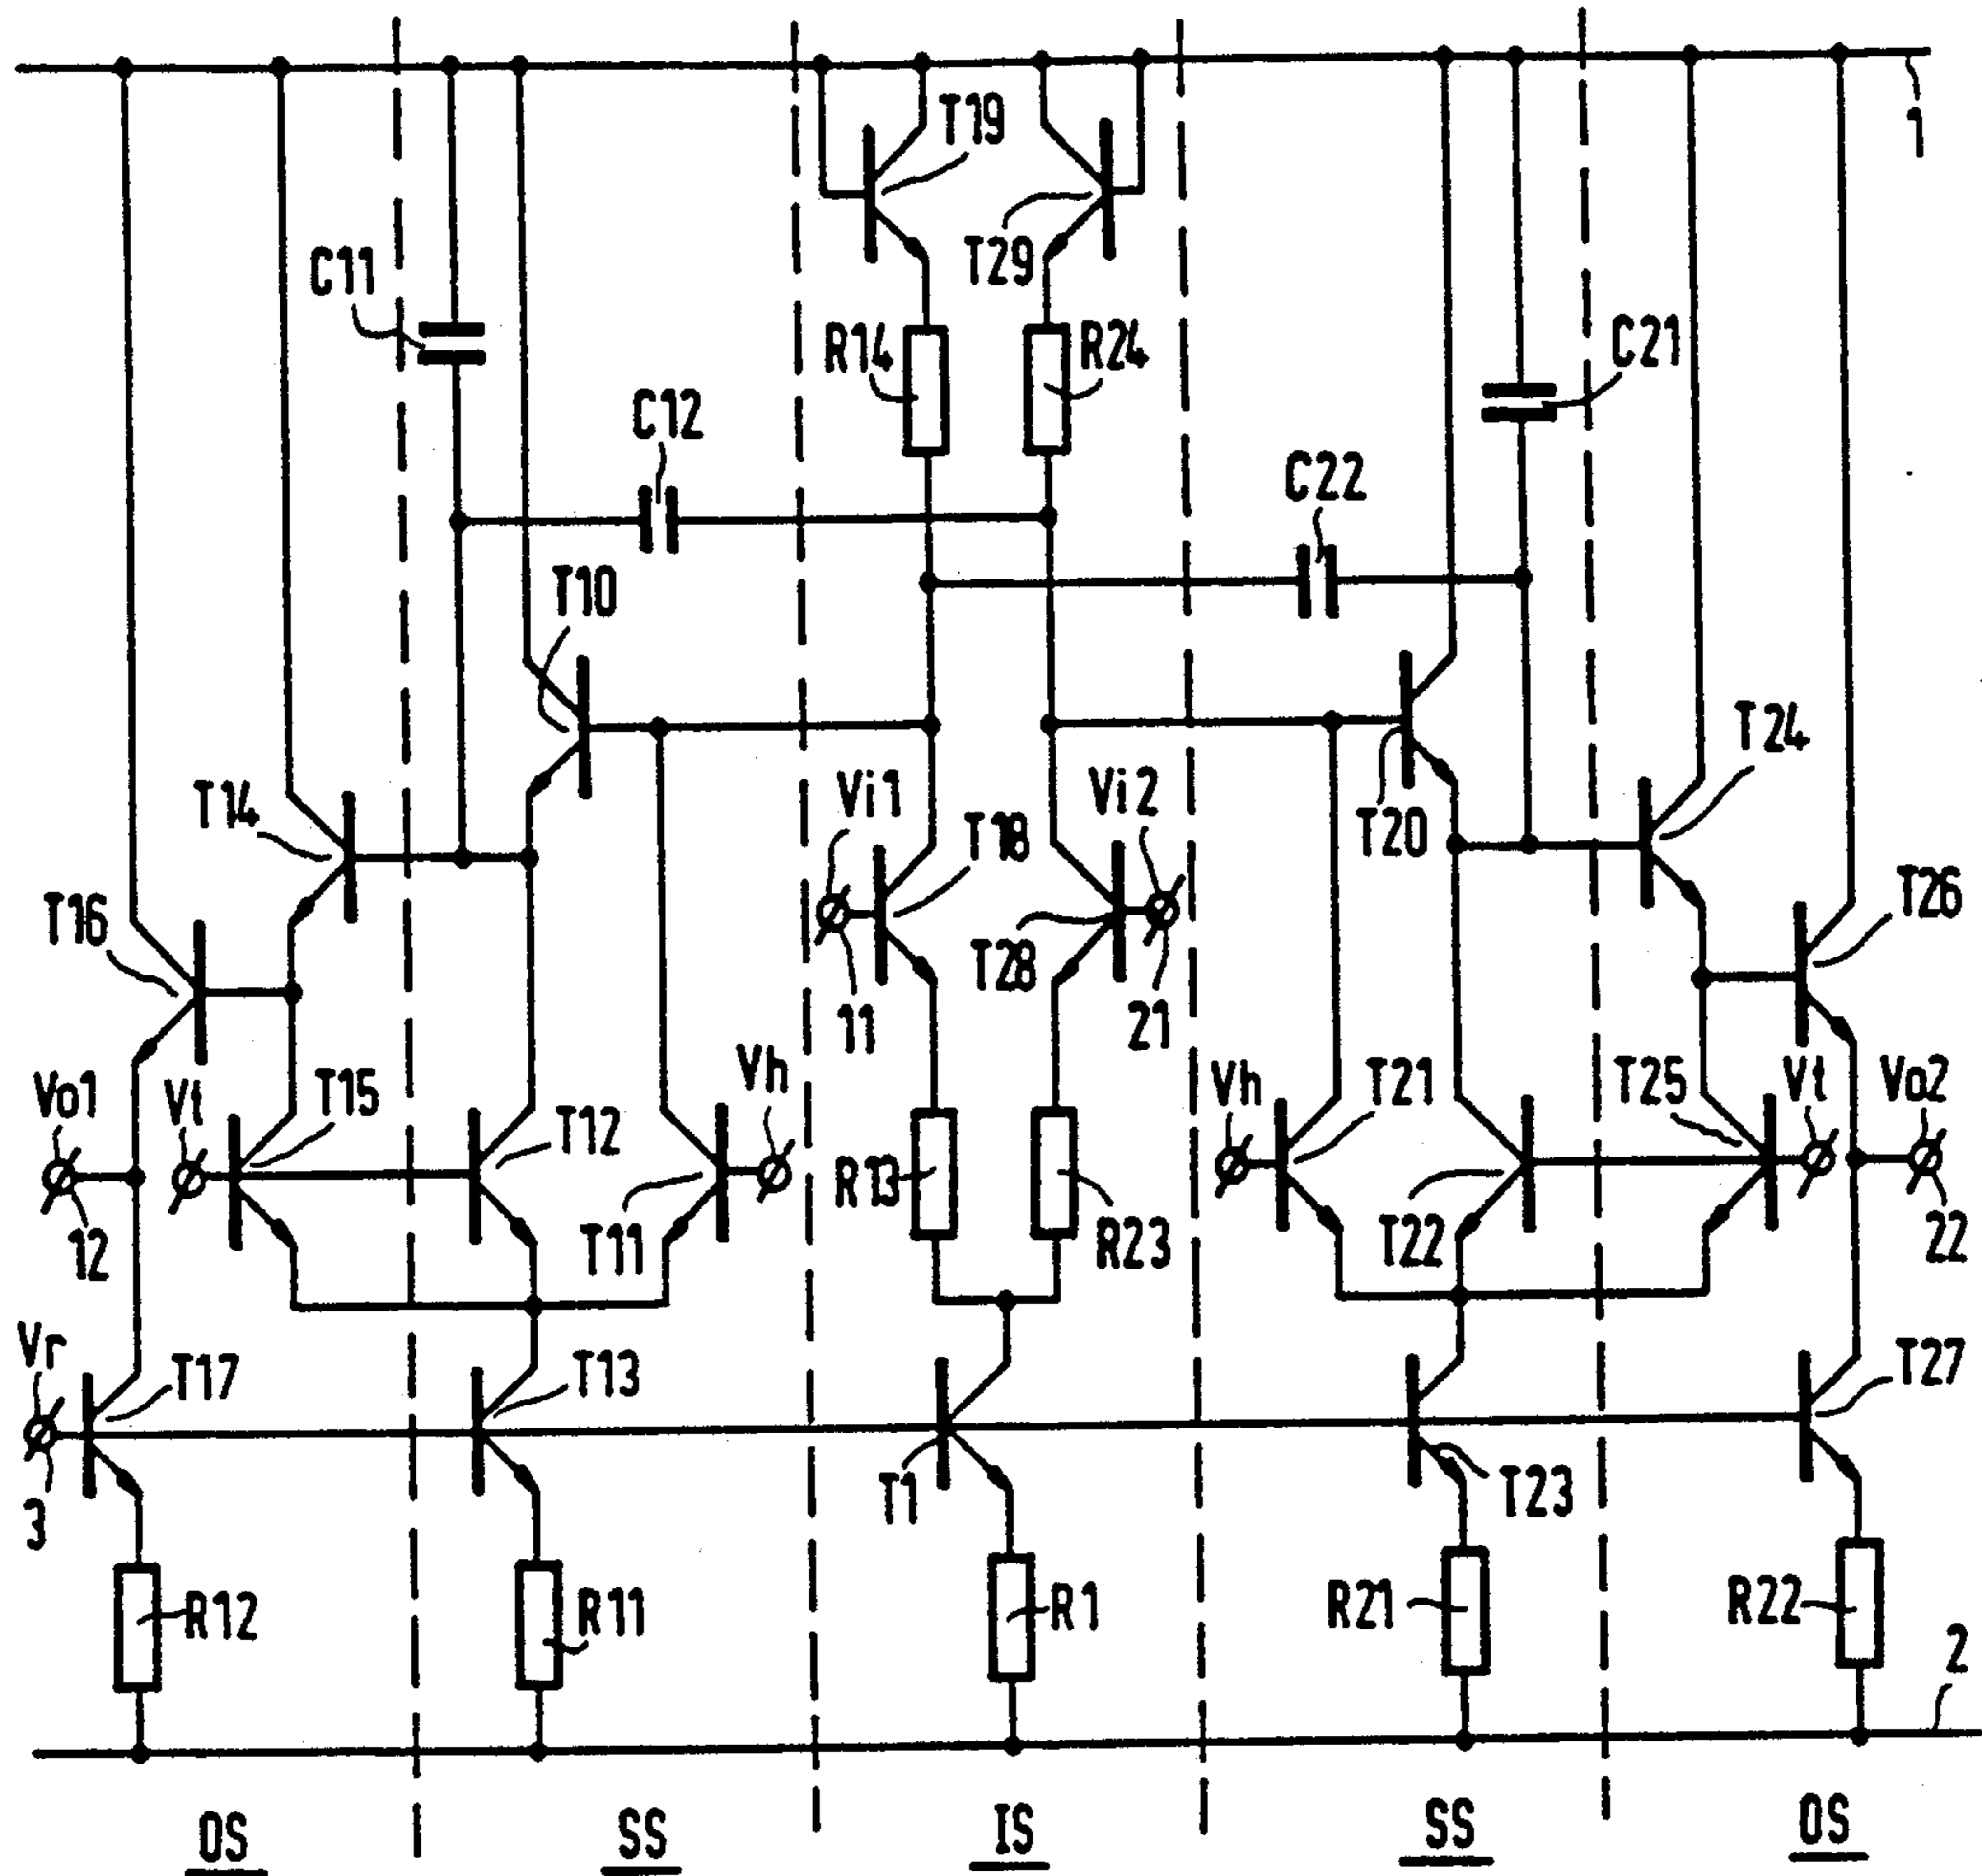 1
T19
T29
C11
R14
R24
C21
C12
C22
T10
T24
T14
Vi1
Vi2
T18
T20
T16
T26
T28
11
21
Vo1
Vt
T15
T12
Vh
Vh
T21
T25
Vt
Vo2
R13
12
T11
R23
T22
22
Vr
T17
T13
T27
3
T1
T23
R12
R11
R1
R21
R22
2
OS
SS
IS
SS
OS